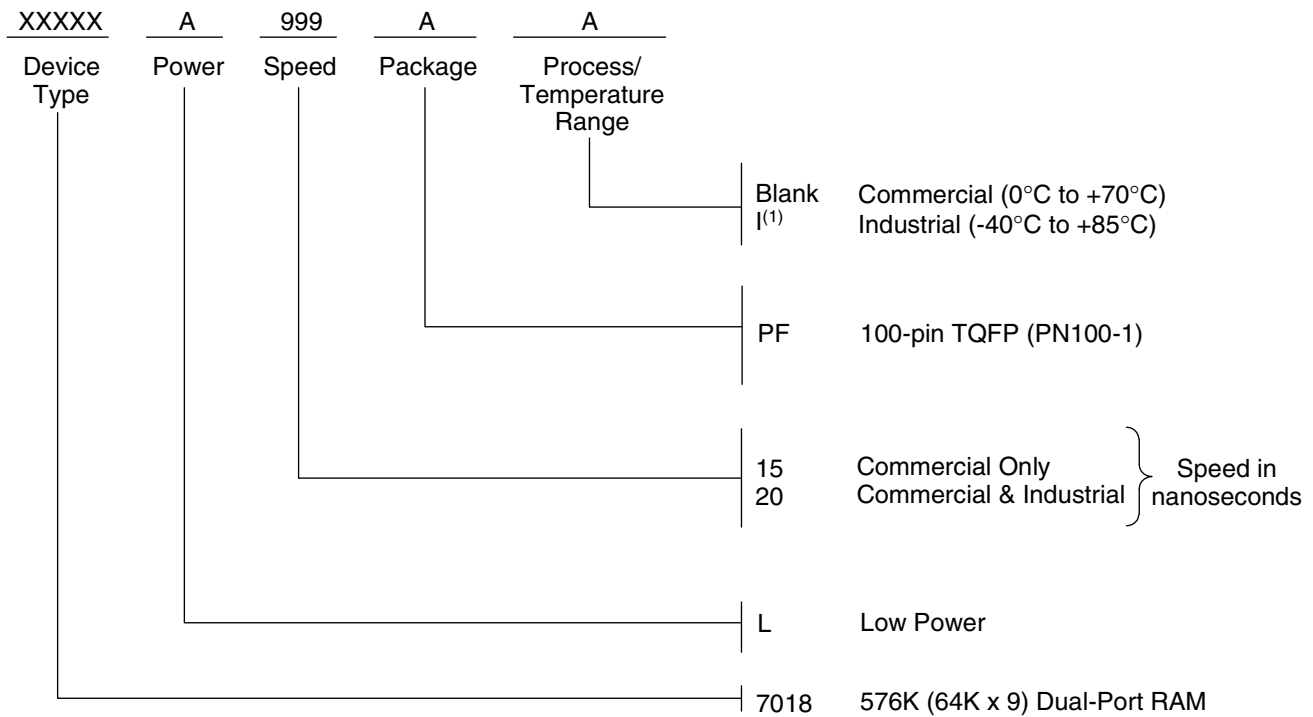 XXXXX A 999 A A
Device Type Power Speed Package Process/ Temperature Range
Blank Commercial (0°C to +70°C)
I(1) Industrial (-40°C to +85°C)
PF 100-pin TQFP (PN100-1)
15 Commercial Only
20 Commercial & Industrial
Speed in
nanoseconds
L Low Power
7018 576K (64K x 9) Dual-Port RAM